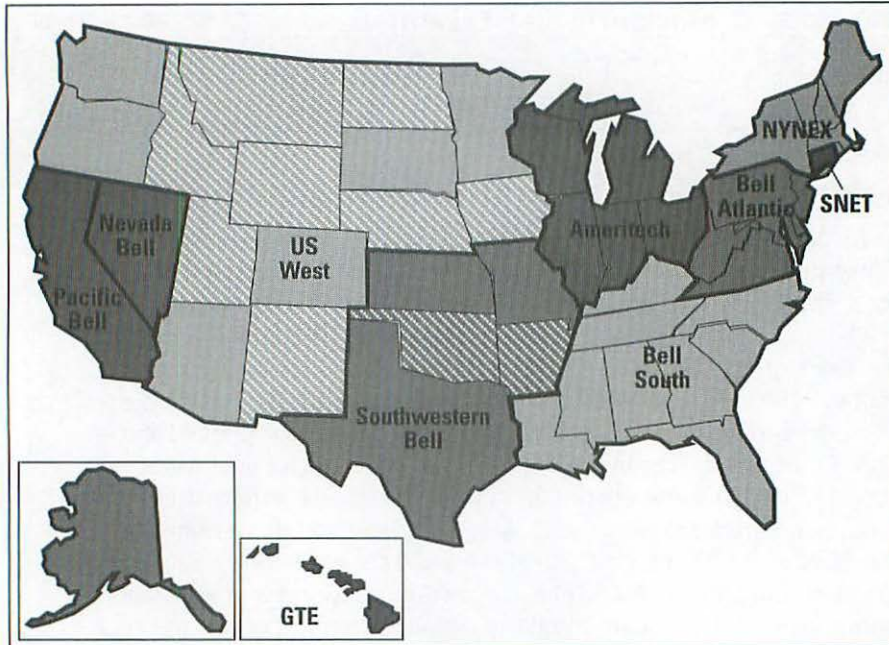 NYNEX
Bell
Atlantic
SNET
Nevada
Bell
Ameritech
US
West
Pacific
Bell
Bell
South
Southwestern
Bell
GTE